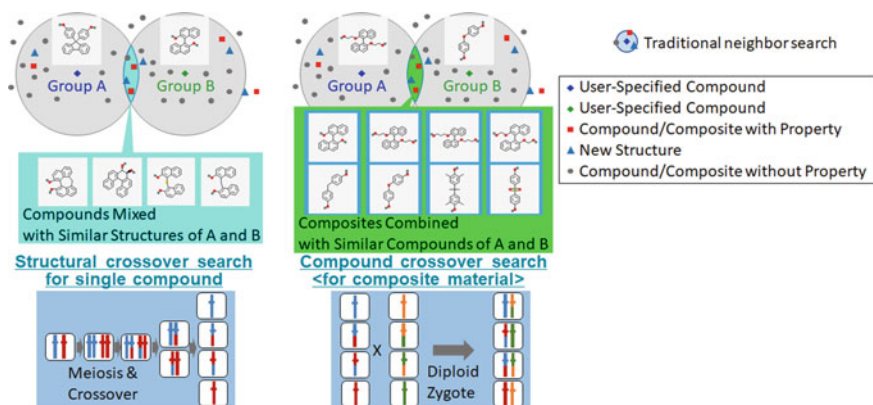 Group A
Group B
Compounds Mixed
with Similar Structures of A and B
Structural crossover search
for single compound
Meiosis &
Crossover
Group A
Group B
Composites Combined
with Similar Compounds of A and B
Compound crossover search
<for composite material>
X
Diploid
Zygote
Traditional neighbor search
User-Specified Compound
User-Specified Compound
Compound/Composite with Property
New Structure
Compound/Composite without Property